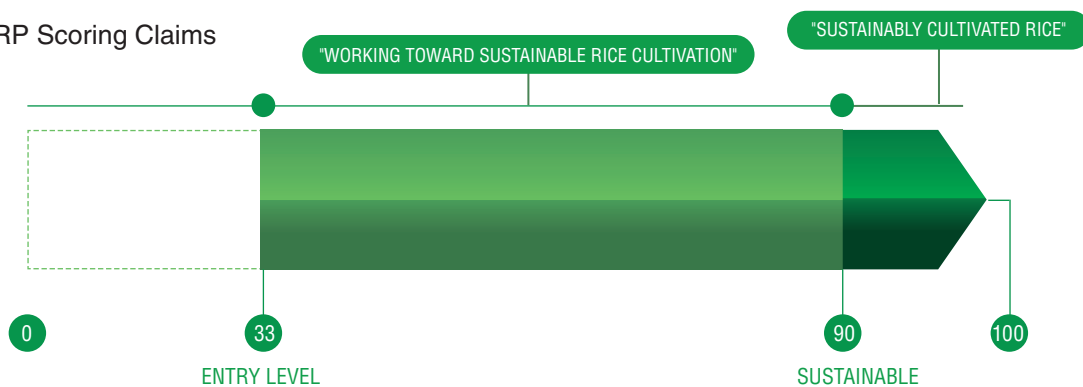 RP Scoring Claims
"WORKING TOWARD SUSTAINABLE RICE CULTIVATION"
"SUSTAINABLY CULTIVATED RICE"
0
33
90
100
ENTRY LEVEL
SUSTAINABLE